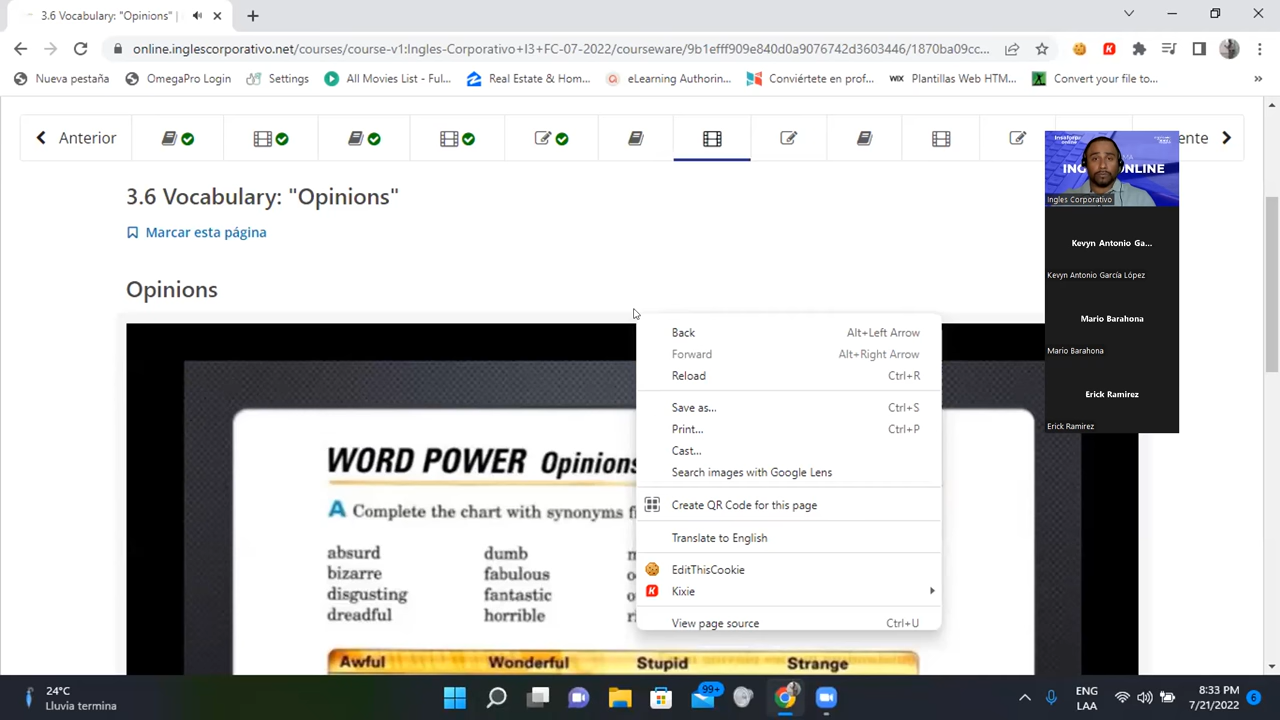 3.6 Vocabulary: "Opinions" |
online.inglescorporativo.net/courses/course-v1:Ingles-Corporativo+I3+FC-07-2022/courseware/9b1efff909e840d0a9076742d3603446/1870ba09cc...
Nueva pestaña OmegaPro Login Settings All Movies List - Ful... Real Estate & Hom... eLearning Authorin... Conviértete en prof... WIX Plantillas Web HTM... Convert your file to... »
Anterior
ente
3.6 Vocabulary: "Opinions"
Marcar esta página
Opinions
WORD POWER Opinions
A Complete the chart with synonyms f
absurd dumb
bizarre fabulous
disgusting fantastic
dreadful horrible
Awful Wonderful Stupid Strange
Back Alt+Left Arrow
Forward Alt+Right Arrow
Reload Ctrl+R
Save as... Ctrl+S
Print... Ctrl+P
Cast...
Search images with Google Lens
Create QR Code for this page
Translate to English
EditThisCookie
Kixie
View page source Ctrl+U
Ingles Corporativo
Kevyn Antonio Ga...
Kevyn Antonio García López
Mario Barahona
Mario Barahona
Erick Ramirez
Erick Ramirez
24°C
Lluvia termina
99+
ENG
LAA
8:33 PM
7/21/2022
6